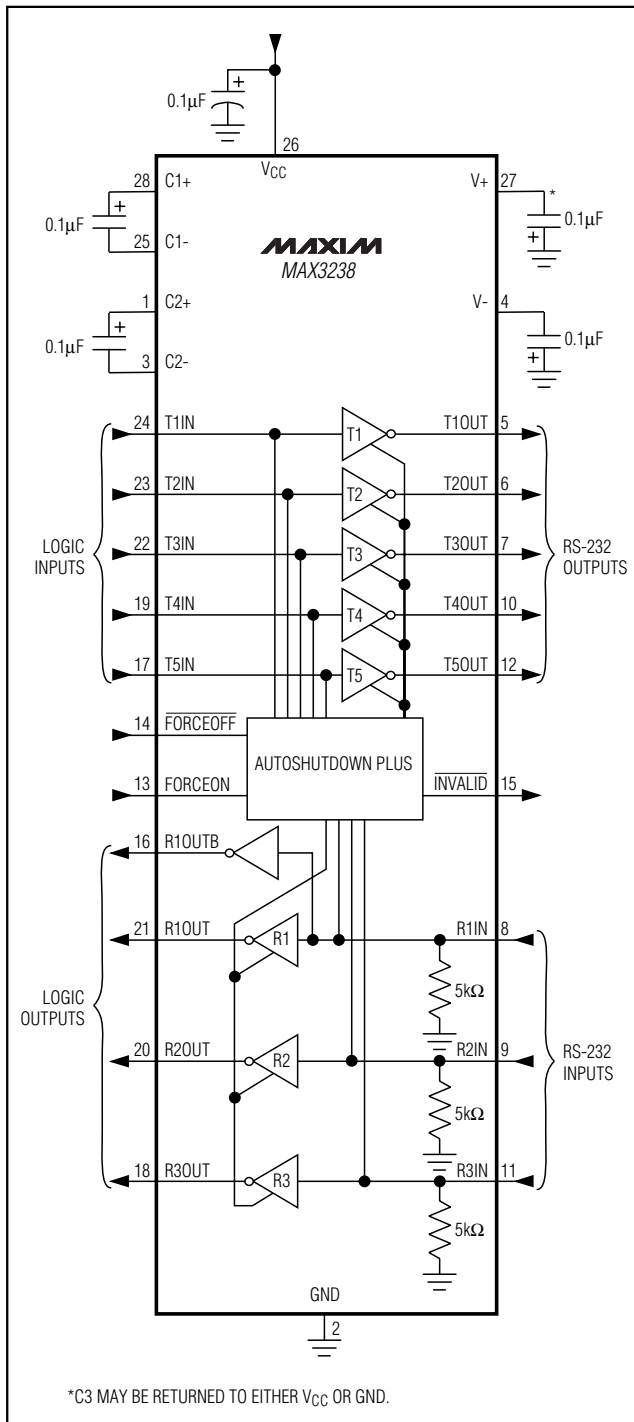 0.1µF
+
26
VCC
28 C1+
V+ 27
*
0.1µF
+
25 C1-
0.1µF
+
MAXIM
MAX3238
1 C2+
V- 4
0.1µF
+
3 C2-
0.1µF
+
24 T1IN
T1
T1OUT 5
23 T2IN
T2
T2OUT 6
LOGIC
INPUTS
22 T3IN
T3
T3OUT 7
RS-232
OUTPUTS
19 T4IN
T4
T4OUT 10
17 T5IN
T5
T5OUT 12
14 FORCEOFF
AUTOSHUTDOWN PLUS
13 FORCEON
INVALID 15
16 R1OUTB
21 R1OUT
R1
R1IN 8
5kΩ
LOGIC
OUTPUTS
20 R2OUT
R2
R2IN 9
RS-232
INPUTS
5kΩ
18 R3OUT
R3
R3IN 11
5kΩ
GND
2
*C3 MAY BE RETURNED TO EITHER VCC OR GND.